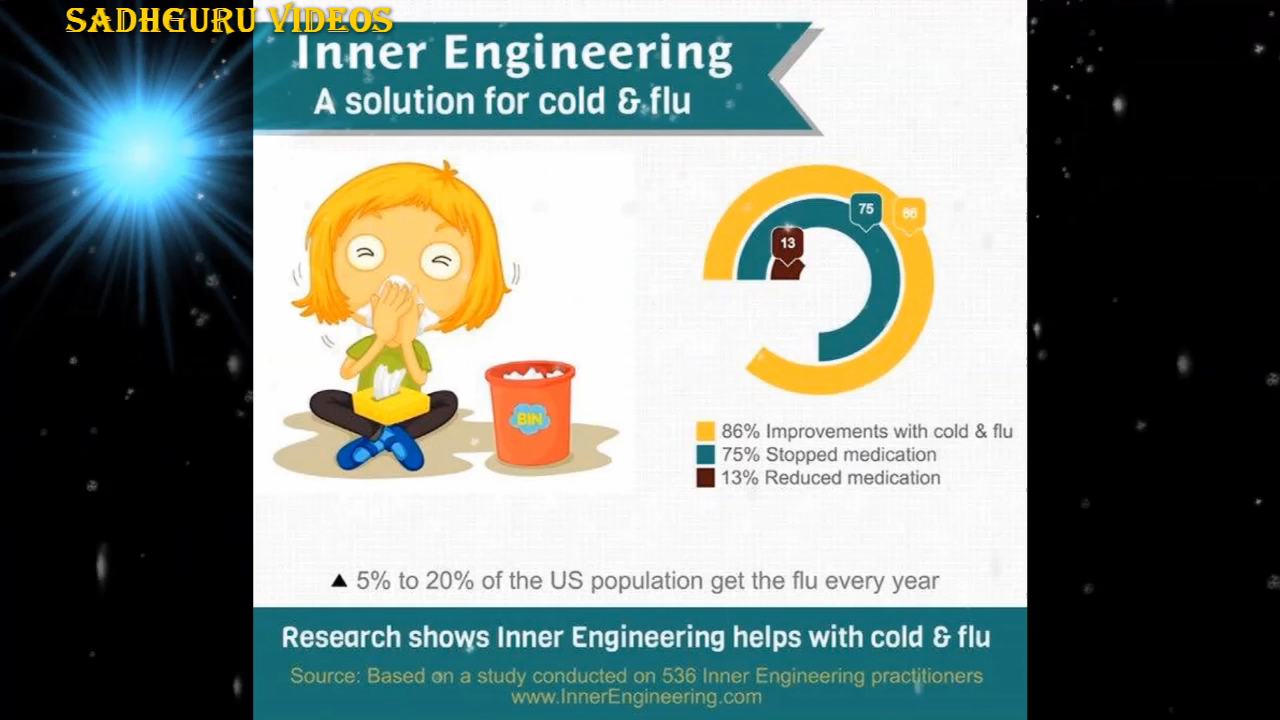 SADHGURU VIDEOS
Inner Engineering
A solution for cold & flu
75
86
13
BIN
86% Improvements with cold & flu
75% Stopped medication
13% Reduced medication
▲ 5% to 20% of the US population get the flu every year
Research shows Inner Engineering helps with cold & flu
Source: Based on a study conducted on 536 Inner Engineering practitioners
www.InnerEngineering.com